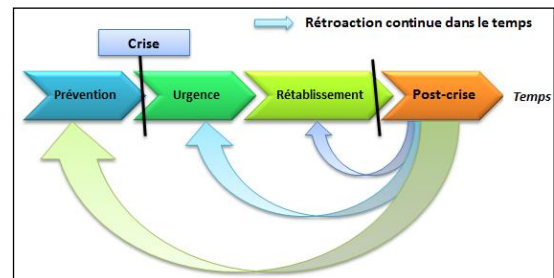 Rétroaction continue dans le temps
Crise
Prévention
Urgence
Rétablissement
Post-crise
Temps